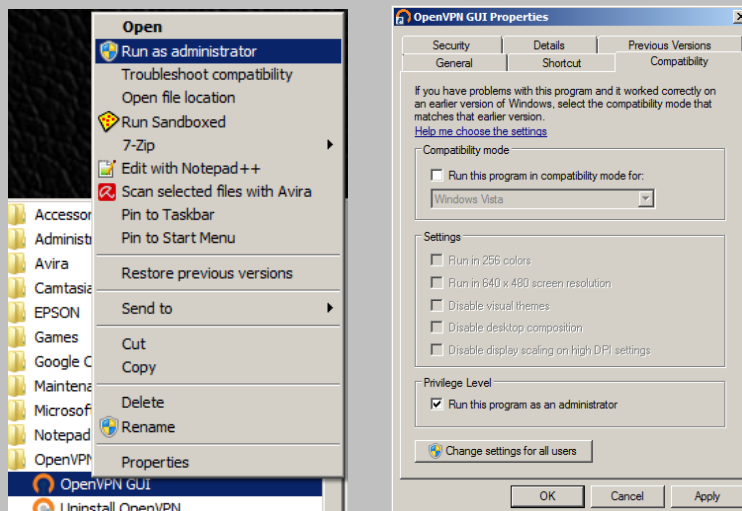 Open
Run as administrator
Troubleshoot compatibility
Open file location
Run Sandboxed
7-Zip
Edit with Notepad++
Scan selected files with Avira
Pin to Taskbar
Pin to Start Menu
Restore previous versions
Send to
Cut
Copy
Delete
Rename
Properties
Accessor
Administ
Avira
Camtasia
EPSON
Games
Google C
Maintena
Microsof
Notepad
OpenVPN
OpenVPN GUI
Uninstall OpenVPN
OpenVPN GUI Properties
Security
Details
Previous Versions
General
Shortcut
Compatibility
If you have problems with this program and it worked correctly on
an earlier version of Windows, select the compatibility mode that
matches that earlier version.
Help me choose the settings
Compatibility mode
Run this program in compatibility mode for:
Windows Vista
Settings
Run in 256 colors
Run in 640 x 480 screen resolution
Disable visual themes
Disable desktop composition
Disable display scaling on high DPI settings
Privilege Level
Run this program as an administrator
Change settings for all users
OK
Cancel
Apply